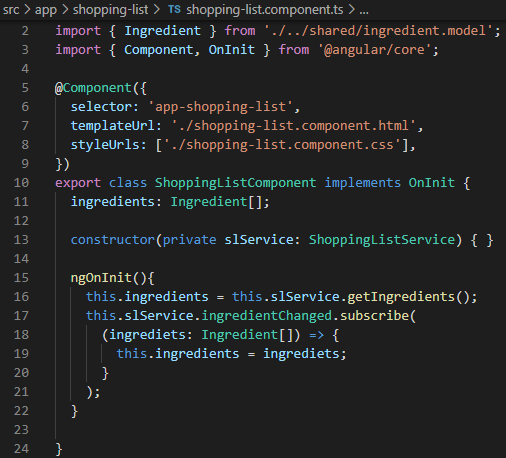 src > app > shopping-list > TS shopping-list.component.ts > ...
2 import { Ingredient } from './../shared/ingredient.model';
3 import { Component, OnInit } from '@angular/core';
4
5 @Component({
6   selector: 'app-shopping-list',
7   templateUrl: './shopping-list.component.html',
8   styleUrls: ['./shopping-list.component.css'],
9 })
10 export class ShoppingListComponent implements OnInit {
11   ingredients: Ingredient[];
12
13   constructor(private slService: ShoppingListService) { }
14
15   ngOnInit(){
16     this.ingredients = this.slService.getIngredients();
17     this.slService.ingredientChanged.subscribe(
18       (ingrediets: Ingredient[]) => {
19         this.ingredients = ingrediets;
20       }
21     );
22   }
23
24 }